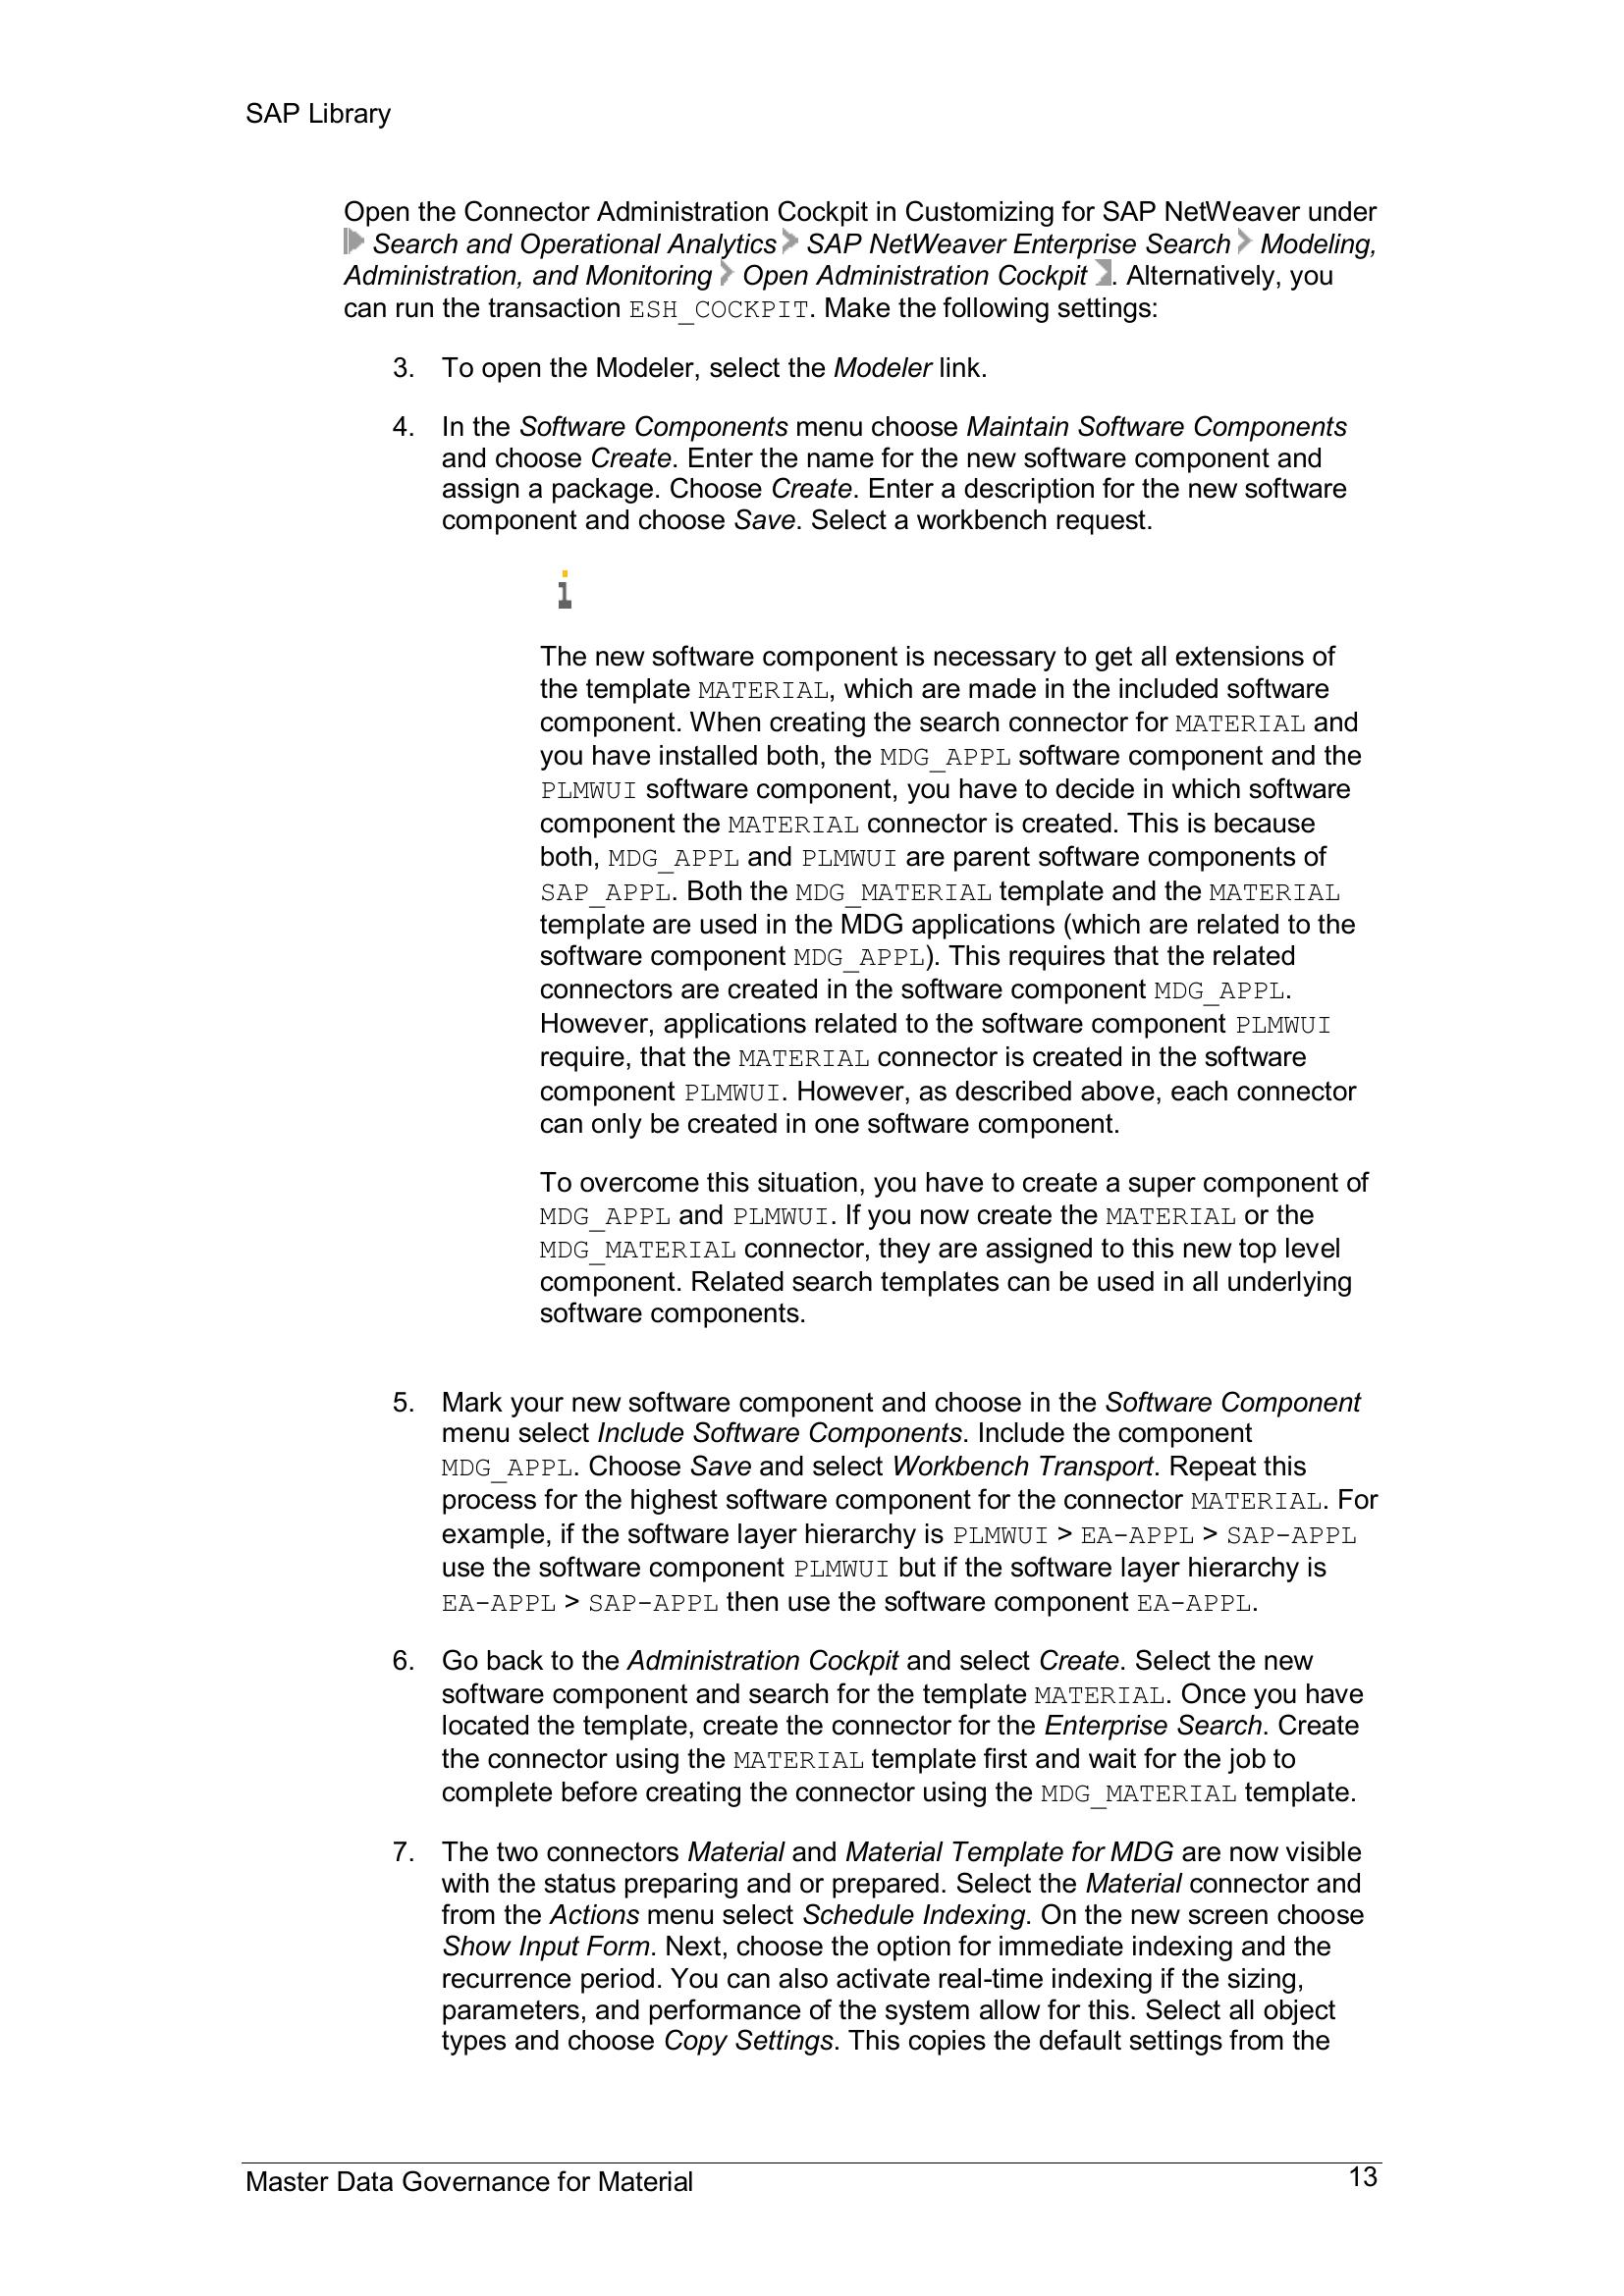 SAP Library
Open the Connector Administration Cockpit in Customizing for SAP NetWeaver under
Search and Operational Analytics SAP NetWeaver Enterprise Search Modeling,
Administration, and Monitoring Open Administration Cockpit . Alternatively, you
can run the transaction ESH_COCKPIT. Make the following settings:
3. To open the Modeler, select the Modeler link.
4. In the Software Components menu choose Maintain Software Components
and choose Create. Enter the name for the new software component and
assign a package. Choose Create. Enter a description for the new software
component and choose Save. Select a workbench request.
The new software component is necessary to get all extensions of
the template MATERIAL, which are made in the included software
component. When creating the search connector for MATERIAL and
you have installed both, the MDG_APPL software component and the
PLMWUI software component, you have to decide in which software
component the MATERIAL connector is created. This is because
both, MDG_APPL and PLMWUI are parent software components of
SAP_APPL. Both the MDG_MATERIAL template and the MATERIAL
template are used in the MDG applications (which are related to the
software component MDG_APPL). This requires that the related
connectors are created in the software component MDG_APPL.
However, applications related to the software component PLMWUI
require, that the MATERIAL connector is created in the software
component PLMWUI. However, as described above, each connector
can only be created in one software component.
To overcome this situation, you have to create a super component of
MDG_APPL and PLMWUI. If you now create the MATERIAL or the
MDG_MATERIAL connector, they are assigned to this new top level
component. Related search templates can be used in all underlying
software components.
5. Mark your new software component and choose in the Software Component
menu select Include Software Components. Include the component
MDG_APPL. Choose Save and select Workbench Transport. Repeat this
process for the highest software component for the connector MATERIAL. For
example, if the software layer hierarchy is PLMWUI > EA-APPL > SAP-APPL
use the software component PLMWUI but if the software layer hierarchy is
EA-APPL > SAP-APPL then use the software component EA-APPL.
6. Go back to the Administration Cockpit and select Create. Select the new
software component and search for the template MATERIAL. Once you have
located the template, create the connector for the Enterprise Search. Create
the connector using the MATERIAL template first and wait for the job to
complete before creating the connector using the MDG_MATERIAL template.
7. The two connectors Material and Material Template for MDG are now visible
with the status preparing and or prepared. Select the Material connector and
from the Actions menu select Schedule Indexing. On the new screen choose
Show Input Form. Next, choose the option for immediate indexing and the
recurrence period. You can also activate real-time indexing if the sizing,
parameters, and performance of the system allow for this. Select all object
types and choose Copy Settings. This copies the default settings from the
Master Data Governance for Material 13